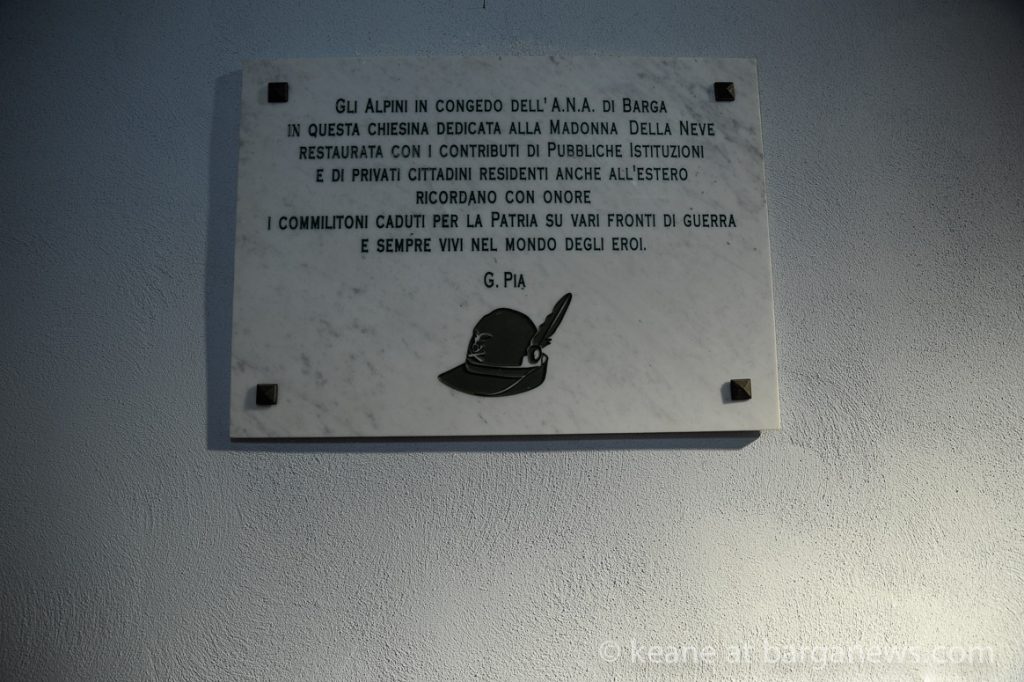 Gli Alpini in congedo dell'A.N.A. di Barga
in questa chiesina dedicata alla Madonna Della Neve
restaurata con i contributi di Pubbliche Istituzioni
e di privati cittadini residenti anche all'estero
ricordano con onore
i commilitoni caduti per la Patria su vari fronti di guerra
e sempre vivi nel mondo degli eroi.
G. Pia
© keane at barganews.com